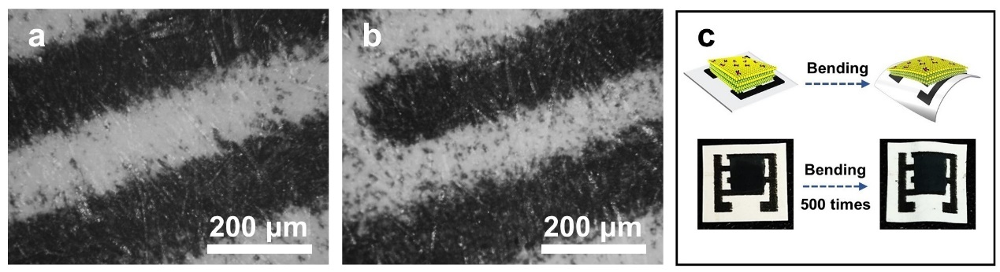 a
200 μm
b
200 μm
c
Bending
Bending
500 times